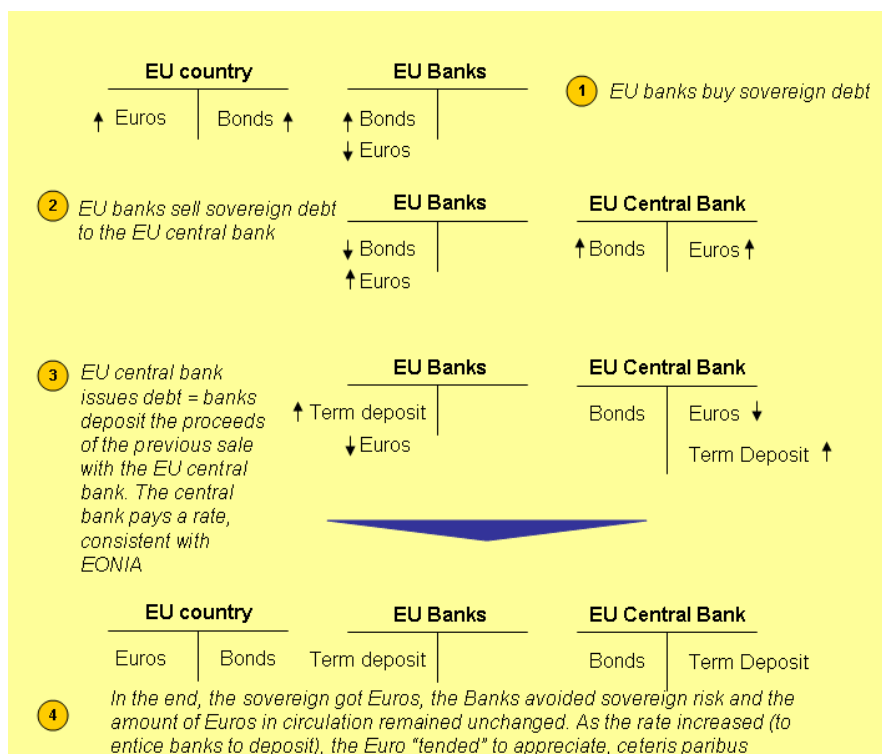 EU country
EU Banks
1 EU banks buy sovereign debt
Euros Bonds
Bonds
Euros
2 EU banks sell sovereign debt
to the EU central bank
EU Banks
EU Central Bank
Bonds
Euros
Bonds Euros
3 EU central bank
issues debt = banks
deposit the proceeds
of the previous sale
with the EU central
bank. The central
bank pays a rate,
consistent with
EONIA
EU Banks
EU Central Bank
Term deposit
Euros
Bonds Euros
Term Deposit
EU country
EU Banks
EU Central Bank
Euros Bonds
Term deposit
Bonds Term Deposit
4 In the end, the sovereign got Euros, the Banks avoided sovereign risk and the
amount of Euros in circulation remained unchanged. As the rate increased (to
entice banks to deposit), the Euro “tended” to appreciate, ceteris paribus